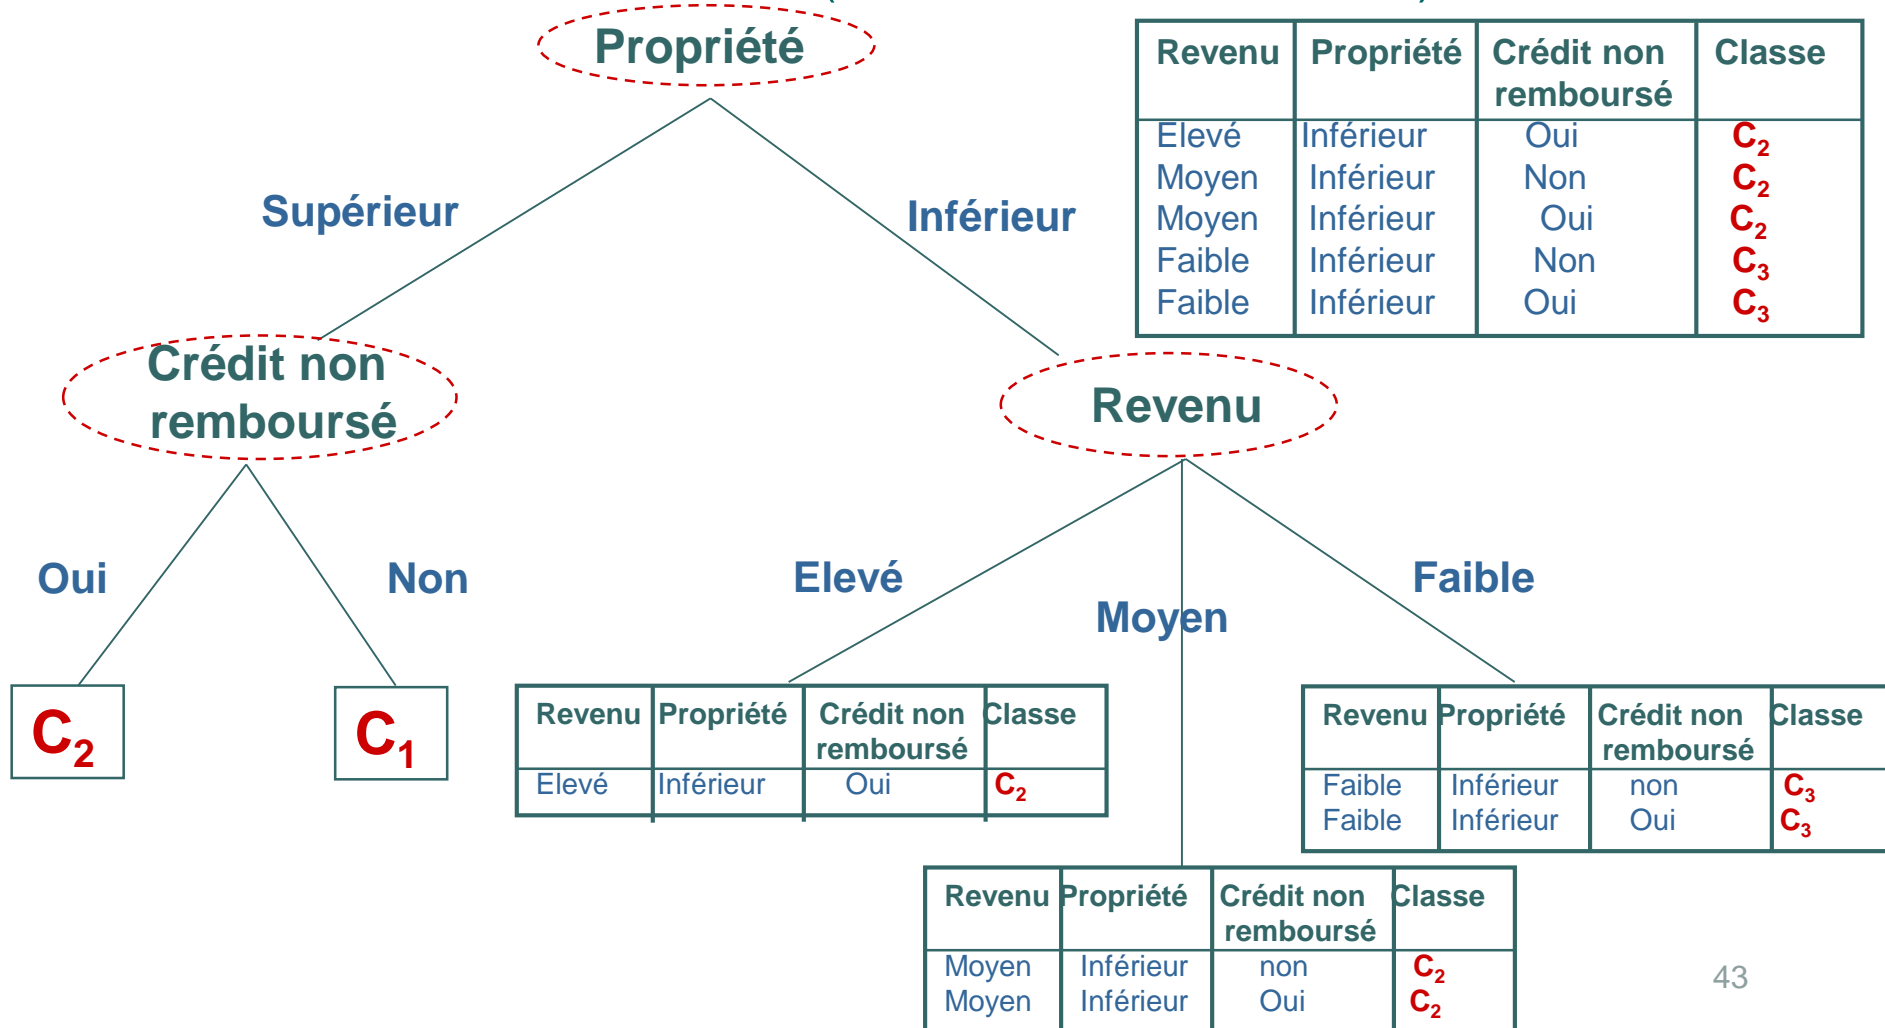 Propriété
Revenu Propriété Crédit non remboursé Classe
Elevé Inférieur Oui C2
Moyen Inférieur Non C2
Moyen Inférieur Oui C2
Faible Inférieur Non C3
Faible Inférieur Oui C3
Supérieur
Inférieur
Crédit non
remboursé
Revenu
Oui
Non
Elevé
Moyen
Faible
C2
C1
Revenu Propriété Crédit non remboursé Classe
Elevé Inférieur Oui C2
Revenu Propriété Crédit non remboursé Classe
Faible Inférieur non C3
Faible Inférieur Oui C3
Revenu Propriété Crédit non remboursé Classe
Moyen Inférieur non C2
Moyen Inférieur Oui C2
43